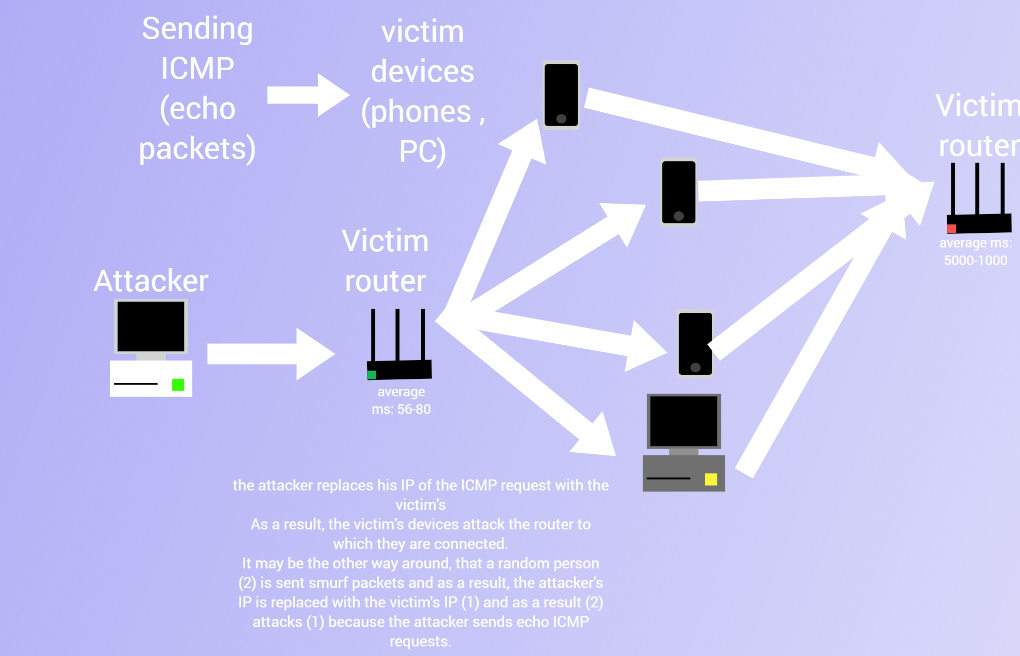 Sending
ICMP
(echo
packets)
victim
devices
(phones ,
PC)
Victim
router
average ms:
5000-1000
Victim
router
average
ms: 56-80
Attacker
the attacker replaces his IP of the ICMP request with the
victim's
As a result, the victim's devices attack the router to
which they are connected.
It may be the other way around, that a random person
(2) is sent smurf packets and as a result, the attacker's
IP is replaced with the victim's IP (1) and as a result (2)
attacks (1) because the attacker sends echo ICMP
requests.